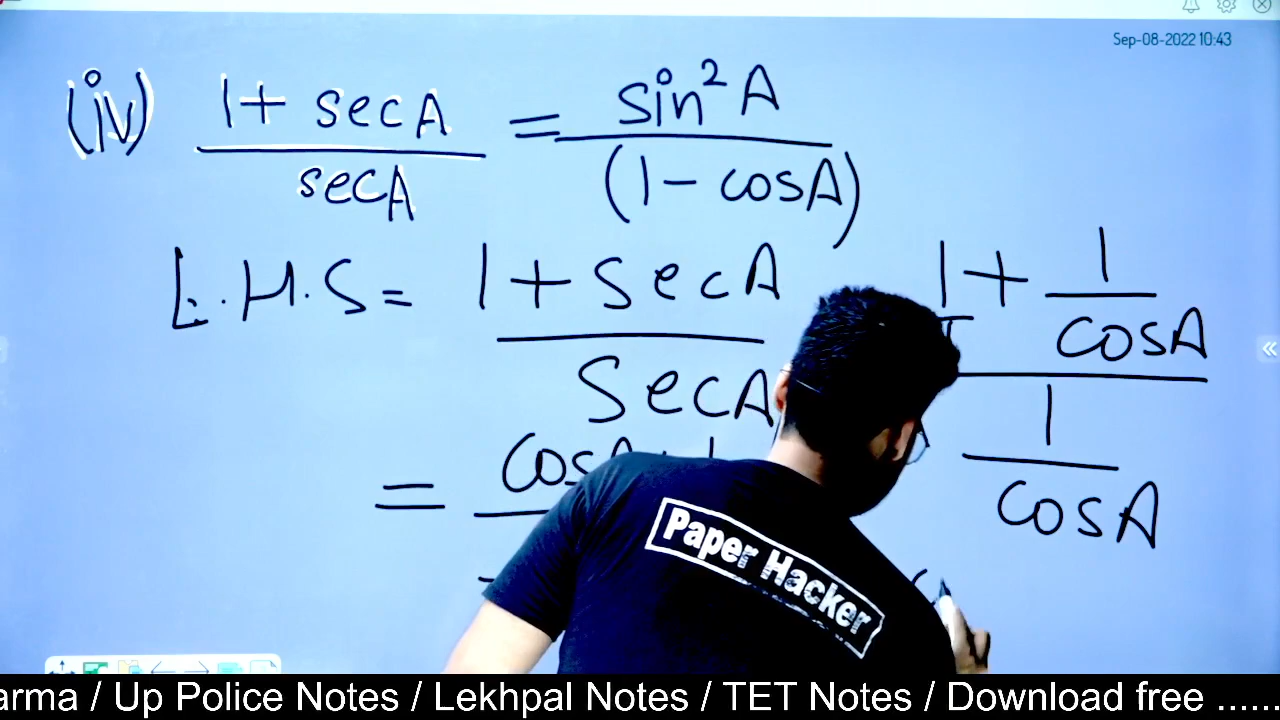 Sep-08-2022 10:43
(iv) 1 + secA / secA = sin²A / (1 - cosA)
L.H.S = 1 + SecA / SecA 1 + 1 / cosA / 1 / cosA
=
Paper Hacker
arma / Up Police Notes / Lekhpal Notes / TET Notes / Download free ......